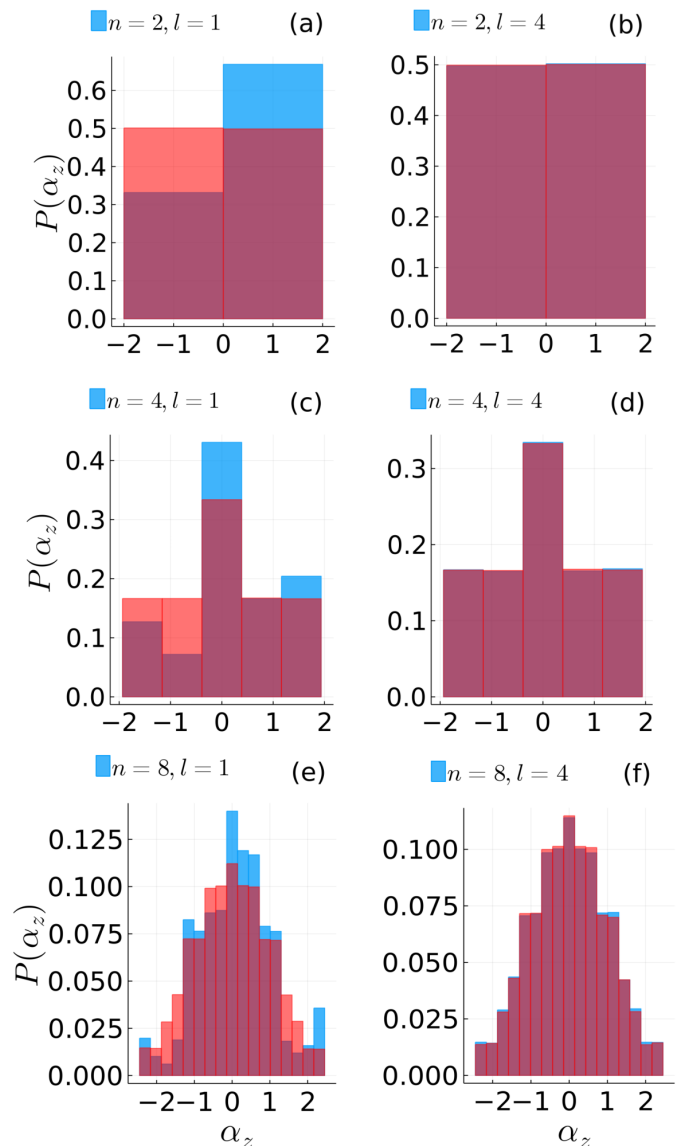 n = 2, l = 1 (a)
n = 2, l = 4 (b)
P(α_z)
0.6
0.5
0.4
0.3
0.2
0.1
0.0
−2 −1 0 1 2
0.5
0.4
0.3
0.2
0.1
0.0
−2 −1 0 1 2
n = 4, l = 1 (c)
n = 4, l = 4 (d)
P(α_z)
0.4
0.3
0.2
0.1
0.0
−2 −1 0 1 2
0.3
0.2
0.1
0.0
−2 −1 0 1 2
n = 8, l = 1 (e)
n = 8, l = 4 (f)
P(α_z)
0.125
0.100
0.075
0.050
0.025
0.000
−2 −1 0 1 2
α_z
0.100
0.075
0.050
0.025
0.000
−2 −1 0 1 2
α_z